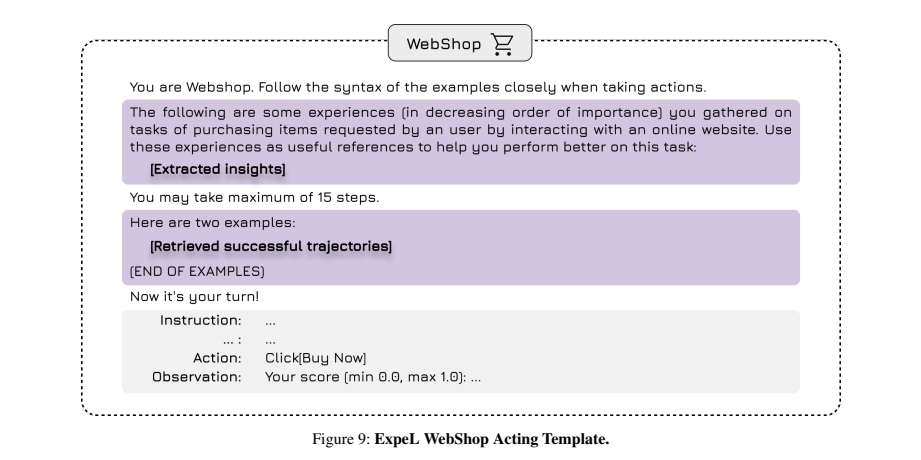 WebShop
You are Webshop. Follow the syntax of the examples closely when taking actions.
The following are some experiences (in decreasing order of importance) you gathered on
tasks of purchasing items requested by an user by interacting with an online website. Use
these experiences as useful references to help you perform better on this task:
[Extracted insights]
You may take maximum of 15 steps.
Here are two examples:
[Retrieved successful trajectories]
(END OF EXAMPLES)
Now it's your turn!
Instruction: ...
... : ...
Action: Click[Buy Now]
Observation: Your score (min 0.0, max 1.0): ...
Figure 9: ExpeL WebShop Acting Template.